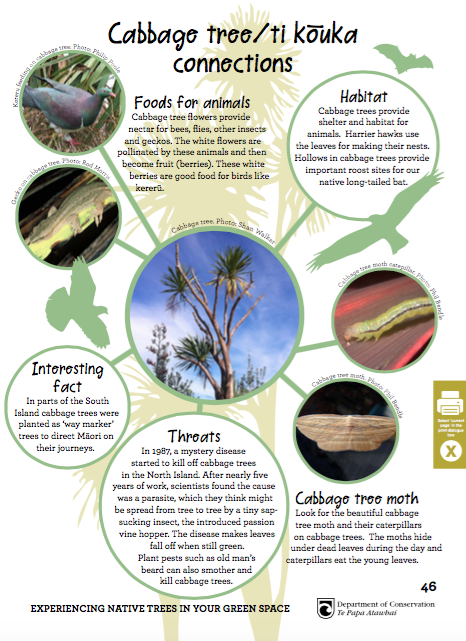 Cabbage tree/ti kōuka
connections
Kererū feeding on cabbage tree. Photo: Philip Poole
Foods for animals
Cabbage tree flowers provide
nectar for bees, flies, other insects
and geckos. The white flowers are
pollinated by these animals and then
become fruit (berries). These white
berries are good food for birds like
kererū.
Habitat
Cabbage trees provide
shelter and habitat for
animals. Harrier hawks use
the leaves for making their nests.
Hollows in cabbage trees provide
important roost sites for our
native long-tailed bat.
Gecko on cabbage tree. Photo: Rod Morris
Cabbage tree. Photo: Shan Walker
Cabbage tree moth caterpillar. Photo: Phil Bendle
Interesting
fact
In parts of the South
Island cabbage trees were
planted as 'way marker'
trees to direct Māori on
their journeys.
Threats
In 1987, a mystery disease
started to kill off cabbage trees
in the North Island. After nearly five
years of work, scientists found the cause
was a parasite, which they think might
be spread from tree to tree by a tiny sap-
sucking insect, the introduced passion
vine hopper. The disease makes leaves
fall off when still green.
Plant pests such as old man's
beard can also smother and
kill cabbage trees.
Cabbage tree moth. Photo: Phil Bendle
Cabbage tree moth
Look for the beautiful cabbage
tree moth and their caterpillars
on cabbage trees. The moths hide
under dead leaves during the day and
caterpillars eat the young leaves.
Select 'current
page' in the
print dialogue
box
X
46
EXPERIENCING NATIVE TREES IN YOUR GREEN SPACE
Department of Conservation
Te Papa Atawhai